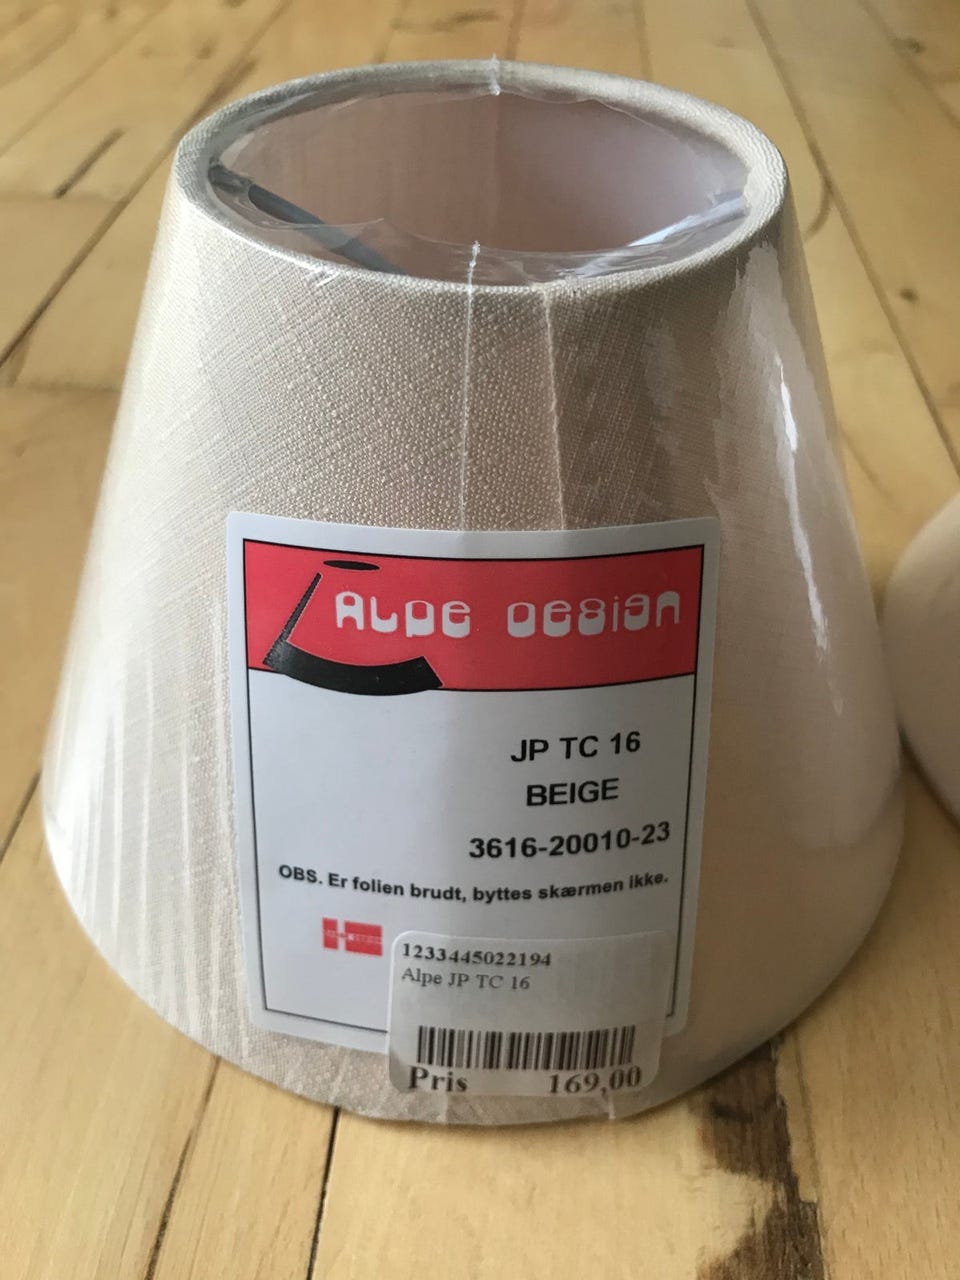 ALPE DESIGN
JP TC 16
BEIGE
3616-20010-23
OBS. Er folien brudt, byttes skærmen ikke.
1233445022194
Alpe JP TC 16
Pris 169,00